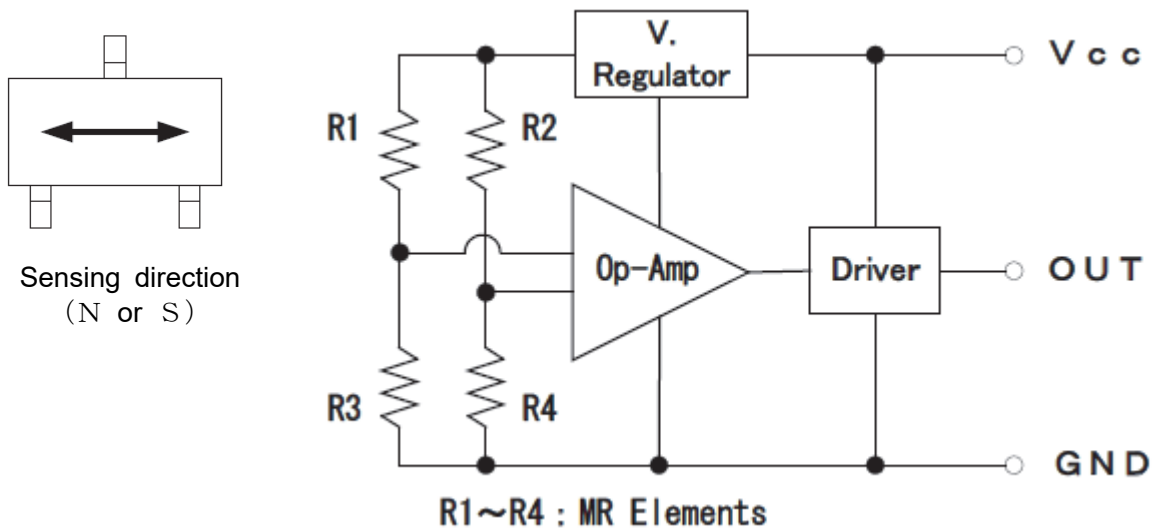 Sensing direction
（N or S）
V.
Regulator
Vcc
R1
R2
Op-Amp
Driver
OUT
R3
R4
GND
R1～R4 : MR Elements